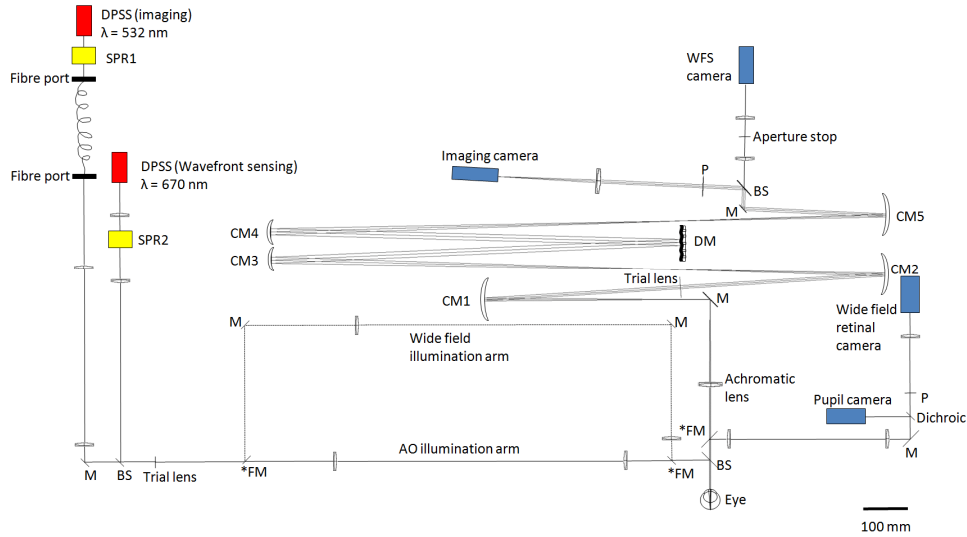 DPSS (imaging)
λ = 532 nm
SPR1
Fibre port
Fibre port
DPSS (Wavefront sensing)
λ = 670 nm
SPR2
WFS
camera
Aperture stop
Imaging camera
P
BS
M
CM5
CM4
DM
CM3
CM2
Trial lens
CM1
M
Wide field
retinal
camera
M
M
Wide field
illumination arm
Achromatic
lens
Pupil camera
P
Dichroic
*FM
M
AO illumination arm
M
BS
Trial lens
*FM
*FM
BS
Eye
100 mm